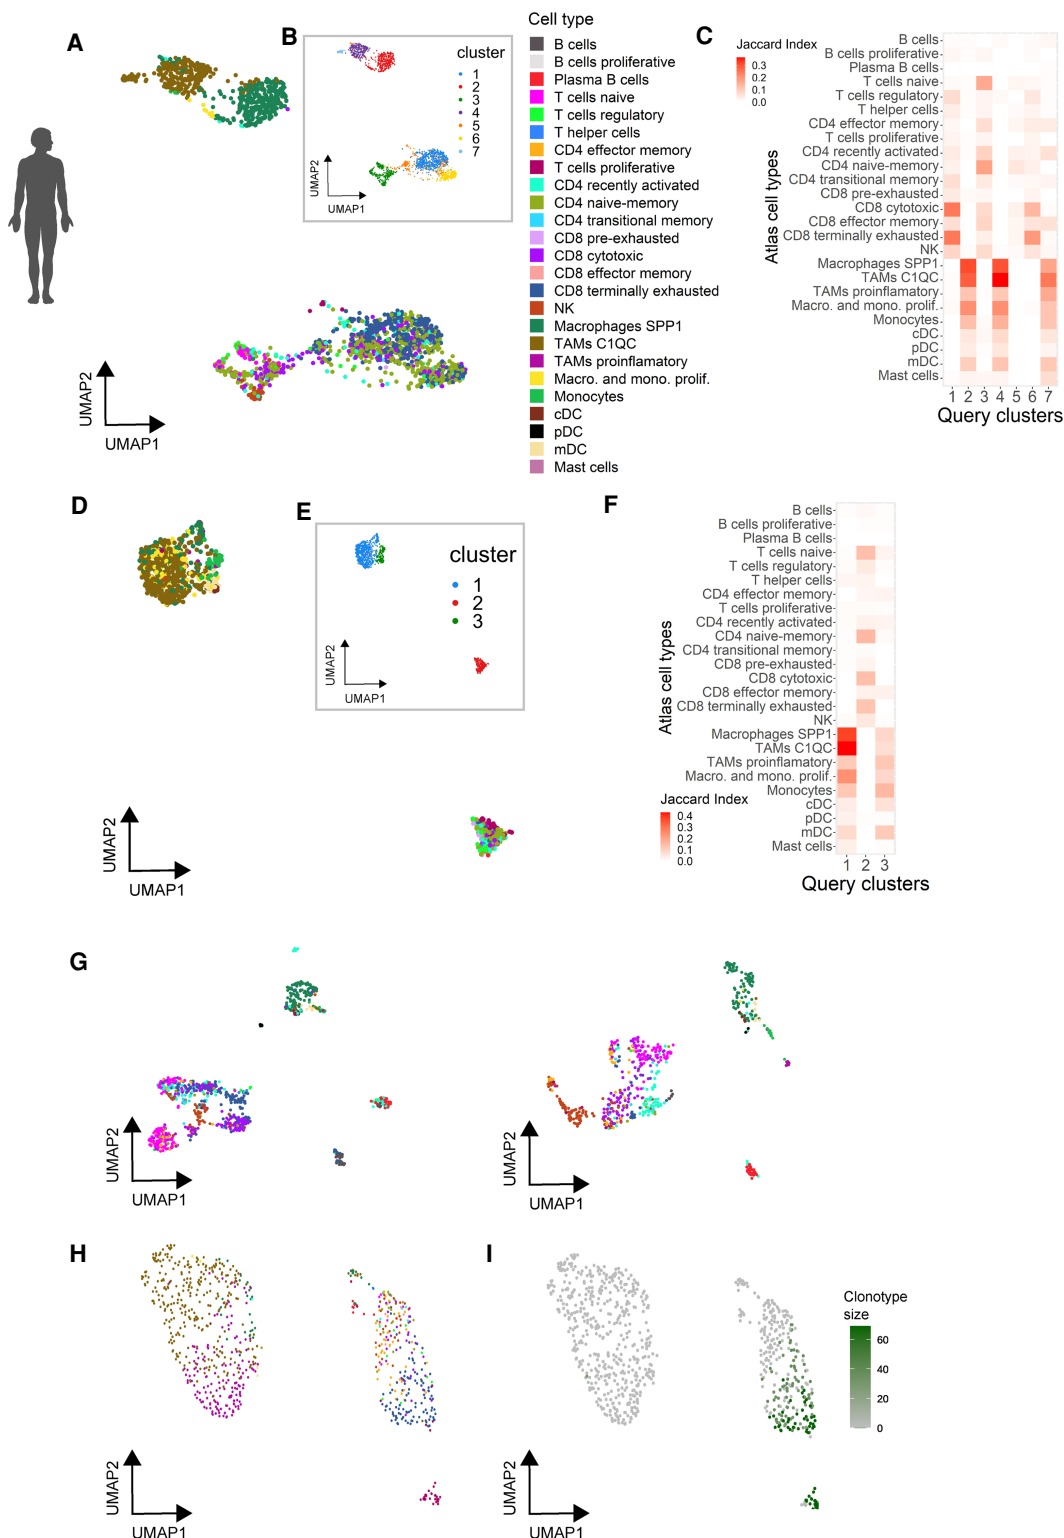 A
UMAP2
UMAP1
B
cluster
1
2
3
4
5
6
7
UMAP2
UMAP1
Cell type
B cells
B cells proliferative
Plasma B cells
T cells naive
T cells regulatory
T helper cells
CD4 effector memory
T cells proliferative
CD4 recently activated
CD4 naive-memory
CD4 transitional memory
CD8 pre-exhausted
CD8 cytotoxic
CD8 effector memory
CD8 terminally exhausted
NK
Macrophages SPP1
TAMs C1QC
TAMs proinflamatory
Macro. and mono. prolif.
Monocytes
cDC
pDC
mDC
Mast cells
C
Jaccard Index
0.3
0.2
0.1
0.0
Atlas cell types
B cells
B cells proliferative
Plasma B cells
T cells naive
T cells regulatory
T helper cells
CD4 effector memory
T cells proliferative
CD4 recently activated
CD4 naive-memory
CD4 transitional memory
CD8 pre-exhausted
CD8 cytotoxic
CD8 effector memory
CD8 terminally exhausted
NK
Macrophages SPP1
TAMs C1QC
TAMs proinflamatory
Macro. and mono. prolif.
Monocytes
cDC
pDC
mDC
Mast cells
1 2 3 4 5 6 7
Query clusters
D
UMAP2
UMAP1
E
cluster
1
2
3
UMAP2
UMAP1
F
Atlas cell types
B cells
B cells proliferative
Plasma B cells
T cells naive
T cells regulatory
T helper cells
CD4 effector memory
T cells proliferative
CD4 recently activated
CD4 naive-memory
CD4 transitional memory
CD8 pre-exhausted
CD8 cytotoxic
CD8 effector memory
CD8 terminally exhausted
NK
Macrophages SPP1
TAMs C1QC
TAMs proinflamatory
Macro. and mono. prolif.
Monocytes
cDC
pDC
mDC
Mast cells
Jaccard Index
0.4
0.3
0.2
0.1
0.0
1 2 3
Query clusters
G
UMAP2
UMAP1
UMAP2
UMAP1
H
UMAP2
UMAP1
I
Clonotype
size
60
40
20
0
UMAP2
UMAP1